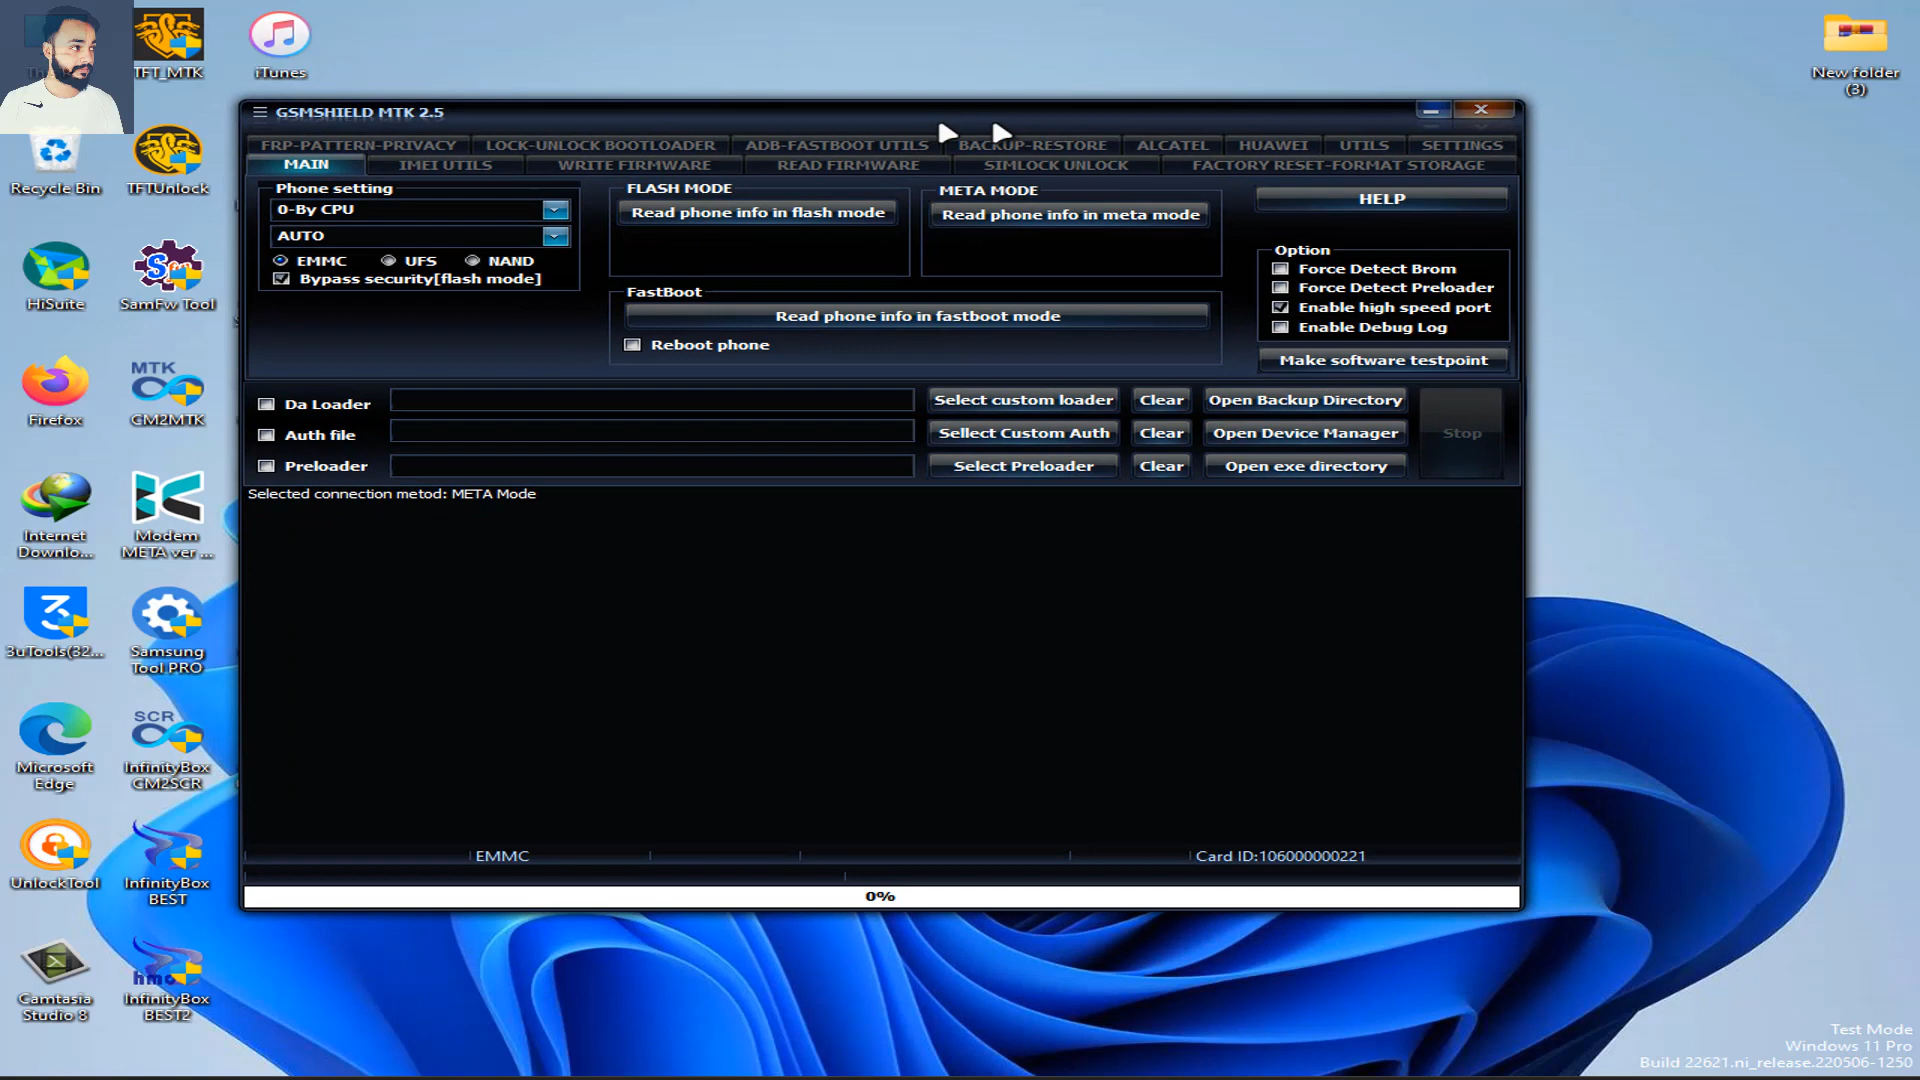 TFT_MTK
iTunes
New folder
(3)
GSMSHIELD MTK 2.5
FRP-PATTERN-PRIVACY
LOCK-UNLOCK BOOTLOADER
ADB-FASTBOOT UTILS
BACKUP-RESTORE
ALCATEL
HUAWEI
UTILS
SETTINGS
MAIN
IMEI UTILS
WRITE FIRMWARE
READ FIRMWARE
SIMLOCK UNLOCK
FACTORY RESET-FORMAT STORAGE
Phone setting
0-By CPU
AUTO
EMMC
UFS
NAND
Bypass security[flash mode]
FLASH MODE
Read phone info in flash mode
META MODE
Read phone info in meta mode
FastBoot
Read phone info in fastboot mode
Reboot phone
HELP
Option
Force Detect Brom
Force Detect Preloader
Enable high speed port
Enable Debug Log
Make software testpoint
Da Loader
Select custom loader
Clear
Open Backup Directory
Auth file
Sellect Custom Auth
Clear
Open Device Manager
Stop
Preloader
Select Preloader
Clear
Open exe directory
Selected connection metod: META Mode
EMMC
Card ID:106000000221
0%
Recycle Bin
TFTUnlock
HiSuite
SamFw Tool
Firefox
MTK
CM2MTK
Internet
Downlo...
Modem
META ver ...
3uTools(32...
Samsung
Tool PRO
Microsoft
Edge
SCR
InfinityBox
CM2SCR
UnlockTool
InfinityBox
BEST
Camtasia
Studio 8
hmc
InfinityBox
BEST2
Test Mode
Windows 11 Pro
Build 22621.ni_release.220506-1250